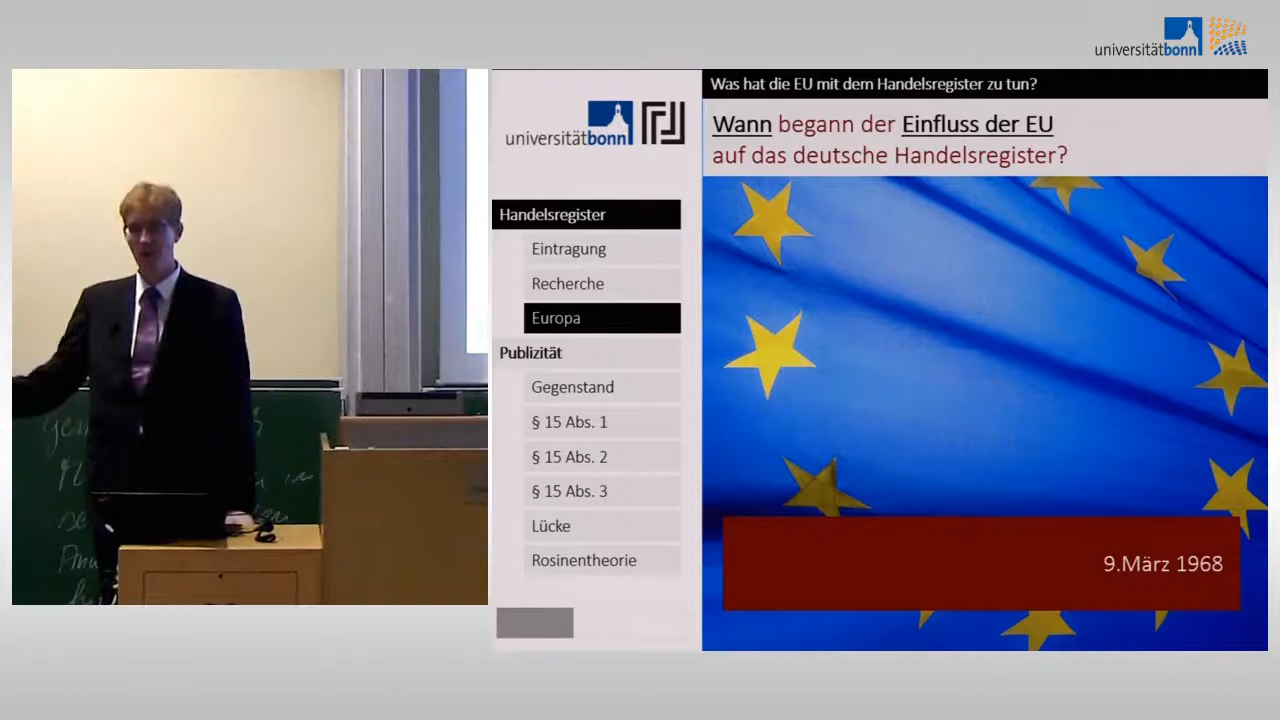 universitätbonn
Was hat die EU mit dem Handelsregister zu tun?
universitätbonn
Wann begann der Einfluss der EU
auf das deutsche Handelsregister?
Handelsregister
Eintragung
Recherche
Europa
Publizität
Gegenstand
§ 15 Abs. 1
§ 15 Abs. 2
§ 15 Abs. 3
Lücke
Rosinentheorie
9.März 1968